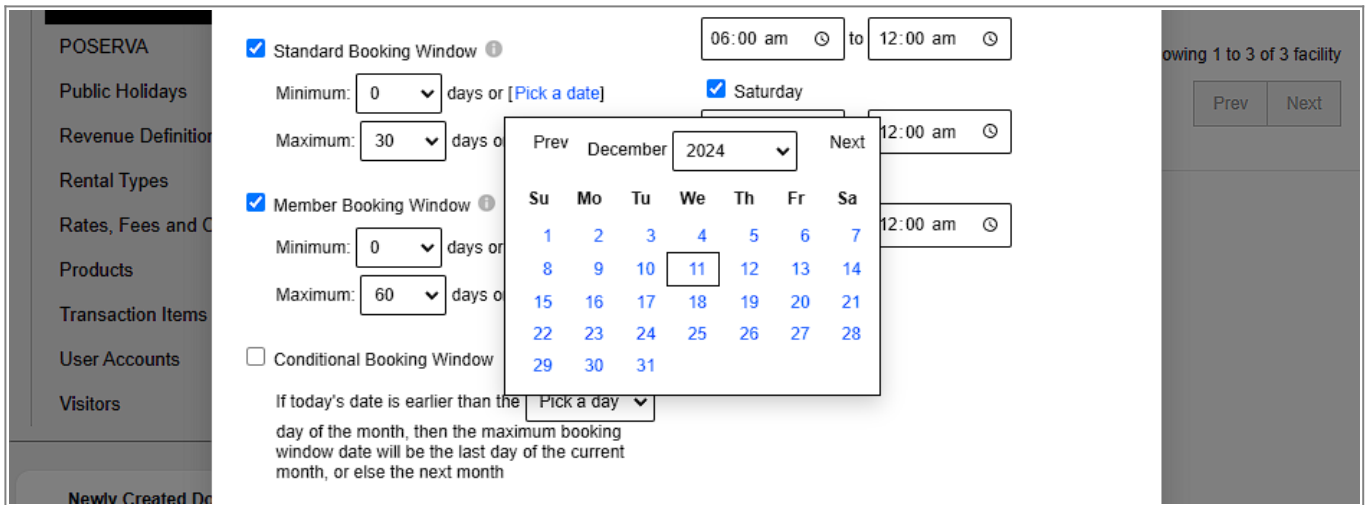 POSERVA
Public Holidays
Revenue Definition
Rental Types
Rates, Fees and C
Products
Transaction Items
User Accounts
Visitors
Newly Created Do
Standard Booking Window
Minimum: 0 days or [Pick a date]
Maximum: 30 days o
Member Booking Window
Minimum: 0 days or
Maximum: 60 days o
Conditional Booking Window
If today's date is earlier than the Pick a day
day of the month, then the maximum booking
window date will be the last day of the current
month, or else the next month
06:00 am to 12:00 am
Saturday
12:00 am
12:00 am
Prev December 2024 Next
Su Mo Tu We Th Fr Sa
1 2 3 4 5 6 7
8 9 10 11 12 13 14
15 16 17 18 19 20 21
22 23 24 25 26 27 28
29 30 31
owing 1 to 3 of 3 facility
Prev Next